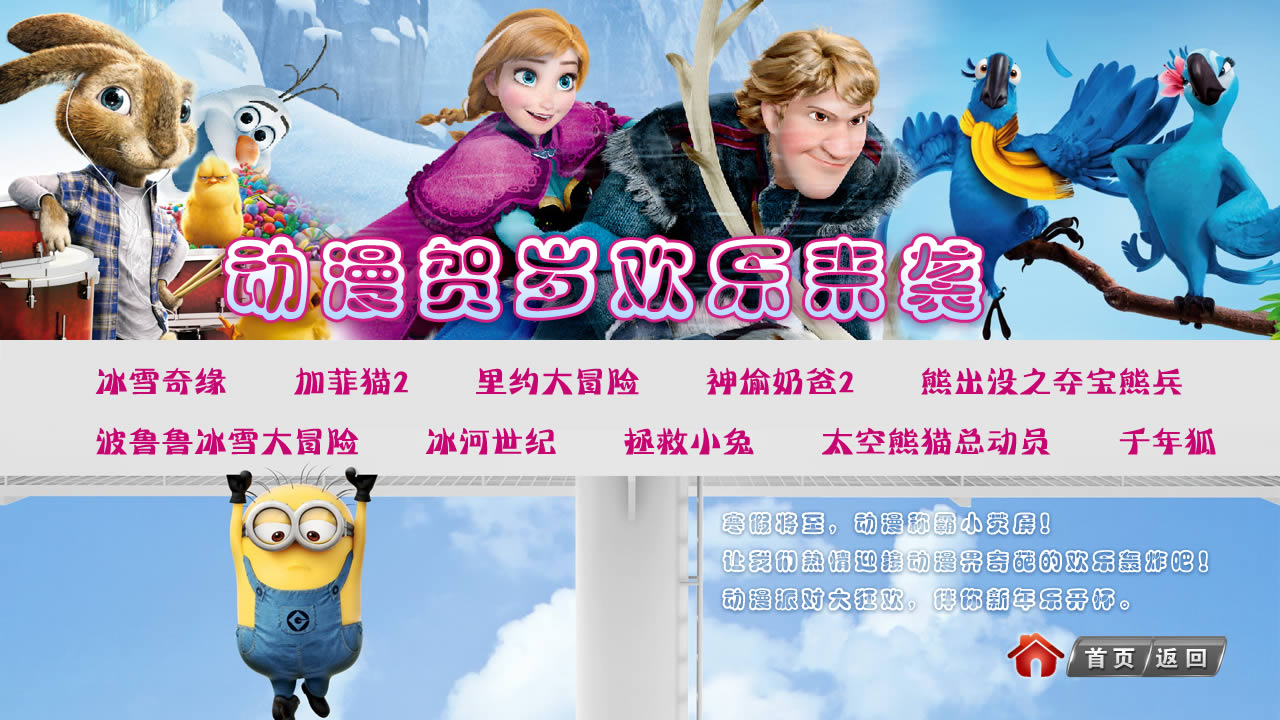 动漫贺岁欢乐来袭
冰雪奇缘 加菲猫2 里约大冒险 神偷奶爸2 熊出没之夺宝熊兵
波鲁鲁冰雪大冒险 冰河世纪 拯救小兔 太空熊猫总动员 千年狐
寒假将至，动漫称霸小荧屏！
让我们热情迎接动漫界奇葩的欢乐轰炸吧！
动漫派对大狂欢，伴你新年乐开怀。
首页 返回